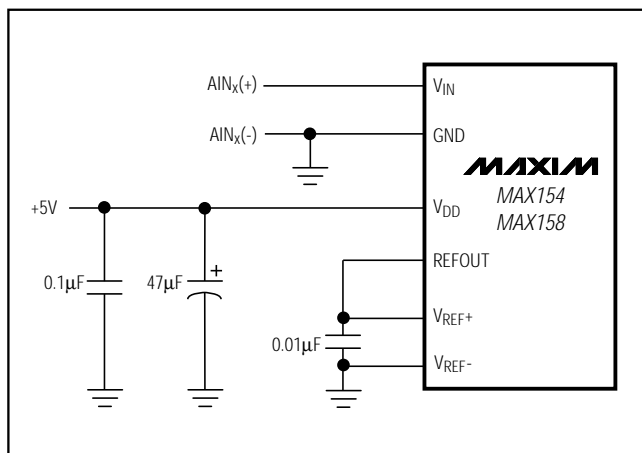 AINx(+)
VIN
AINx(-)
GND
MAXIM
MAX154
MAX158
+5V
VDD
REFOUT
0.1µF
47µF
+
VREF+
0.01µF
VREF-